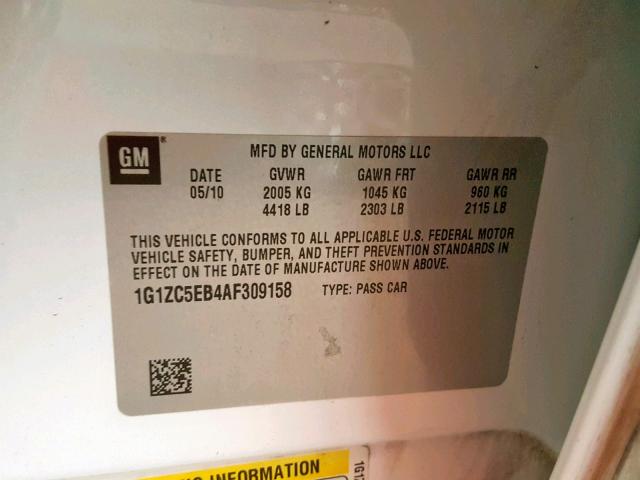 GM ®
MFD BY GENERAL MOTORS LLC
DATE GVWR GAWR FRT GAWR RR
05/10 2005 KG 1045 KG 960 KG
4418 LB 2303 LB 2115 LB
THIS VEHICLE CONFORMS TO ALL APPLICABLE U.S. FEDERAL MOTOR
VEHICLE SAFETY, BUMPER, AND THEFT PREVENTION STANDARDS IN
EFFECT ON THE DATE OF MANUFACTURE SHOWN ABOVE.
1G1ZC5EB4AF309158 TYPE: PASS CAR
INFORMATION